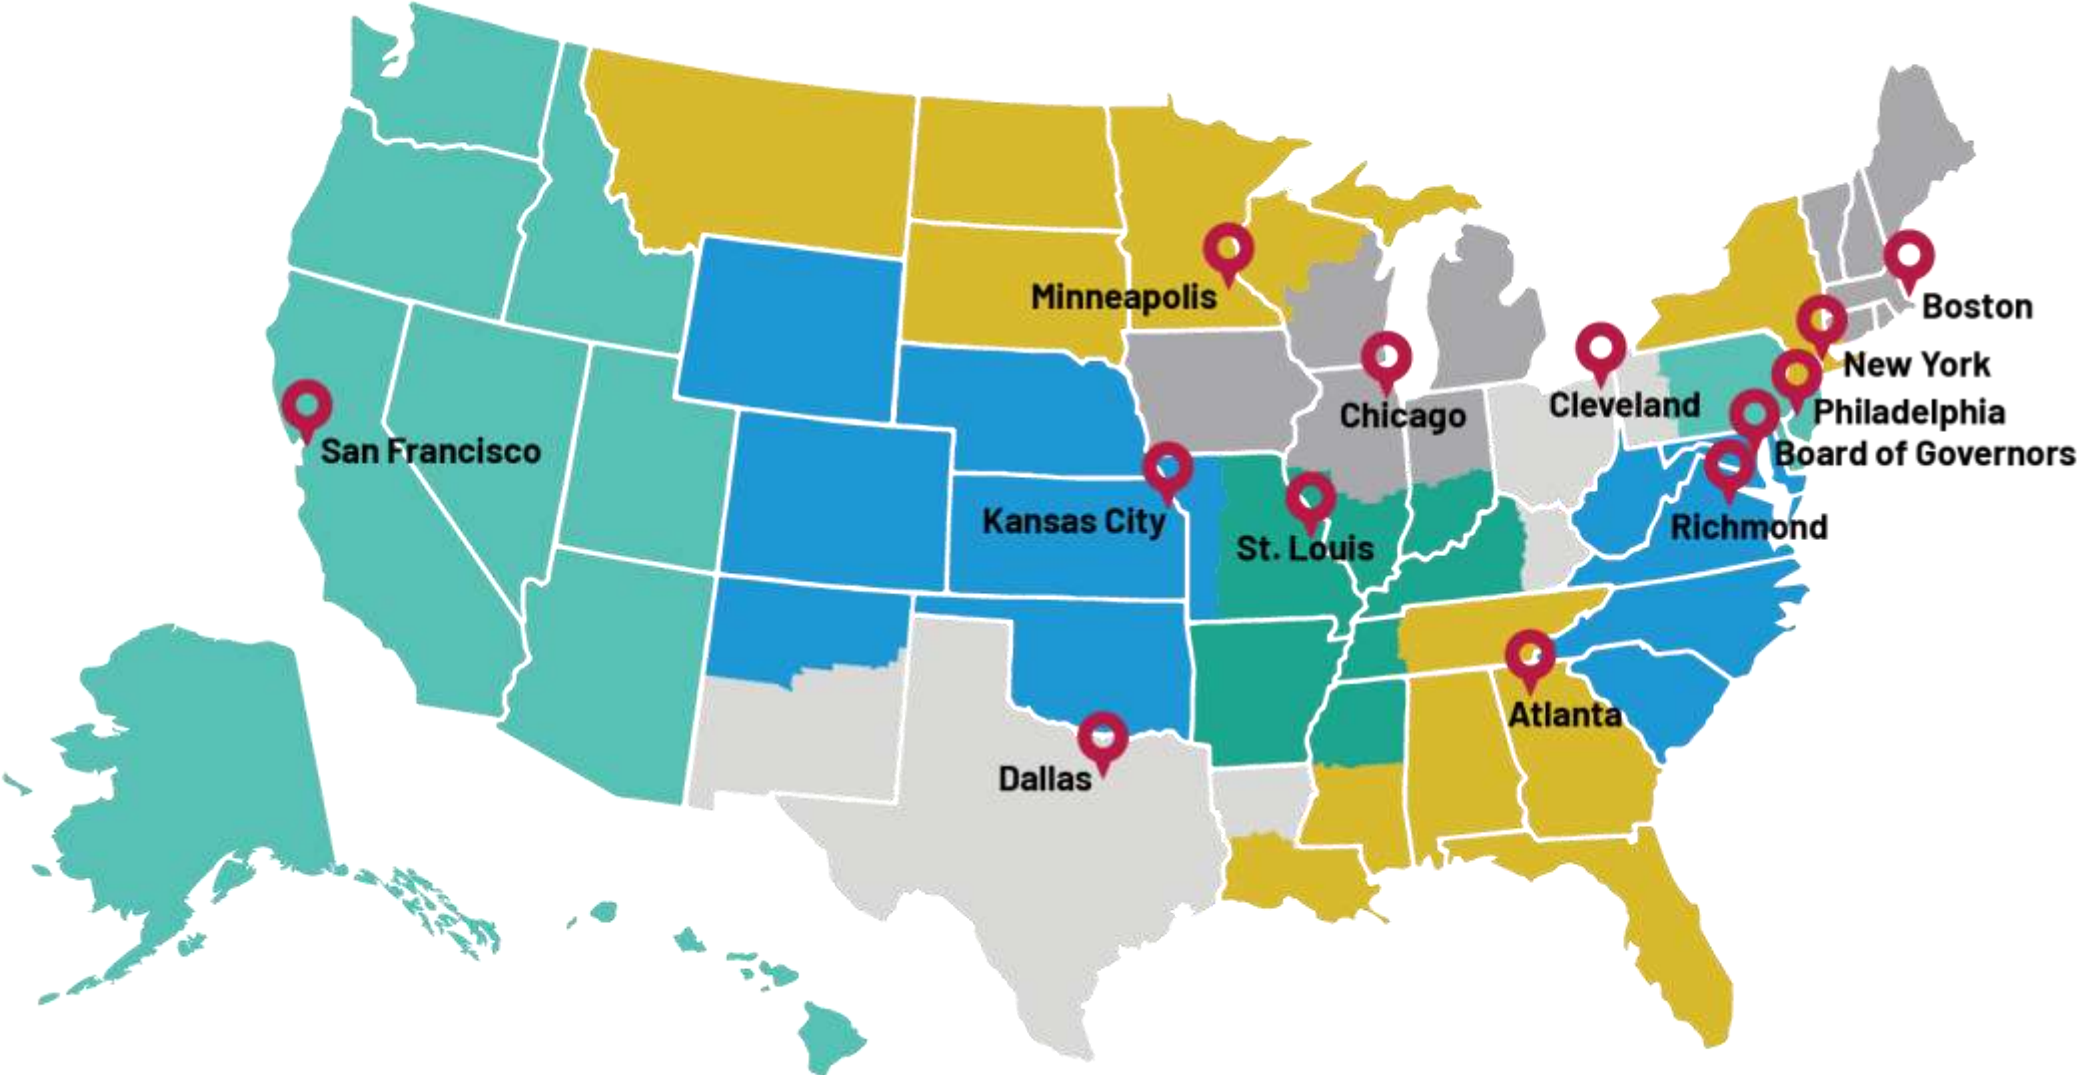 Minneapolis
Boston
New York
Cleveland
Philadelphia
Chicago
San Francisco
Board of Governors
Kansas City
Richmond
St. Louis
Atlanta
Dallas